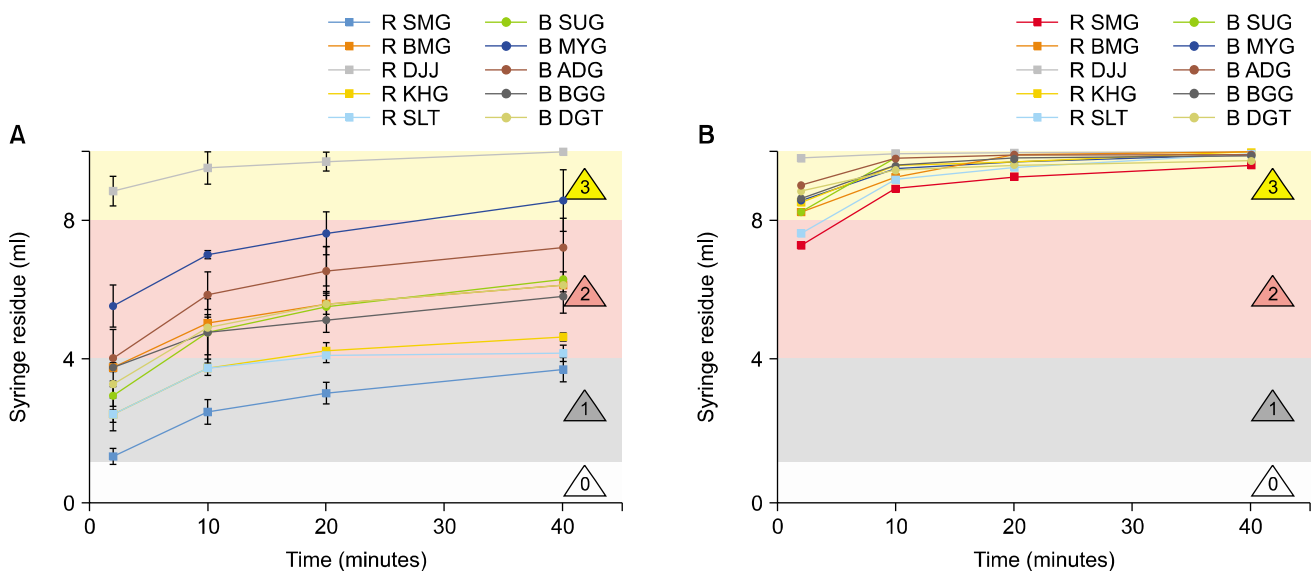 R SMG B SUG
R BMG B MYG
R DJJ B ADG
R KHG B BGG
R SLT B DGT
A
Syringe residue (ml)
8
4
0
3
2
1
0
0 10 20 30 40
Time (minutes)
R SMG B SUG
R BMG B MYG
R DJJ B ADG
R KHG B BGG
R SLT B DGT
B
Syringe residue (ml)
8
4
0
3
2
1
0
0 10 20 30 40
Time (minutes)